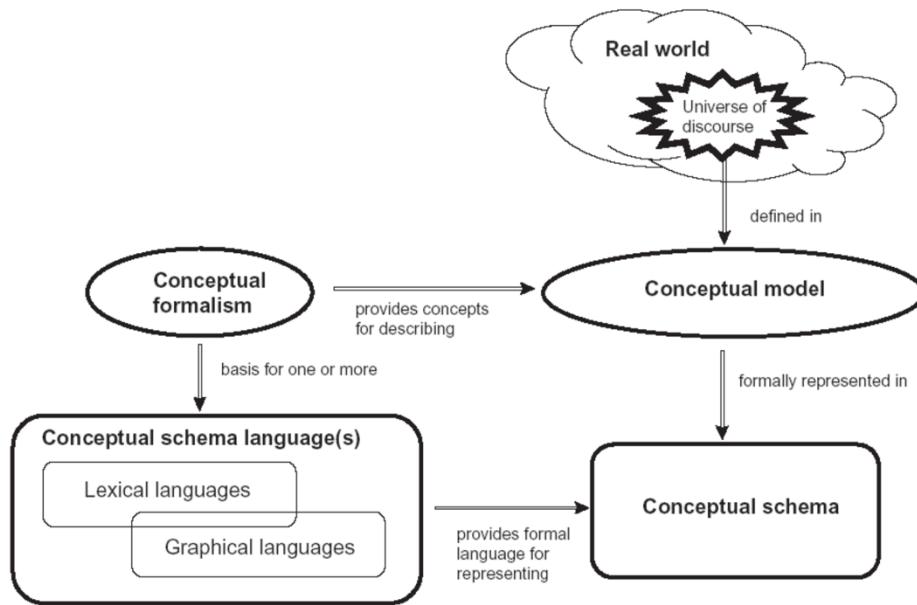 Real world
Universe of
discourse
defined in
Conceptual
formalism
provides concepts
for describing
Conceptual model
basis for one or more
formally represented in
Conceptual schema language(s)
Lexical languages
Graphical languages
provides formal
language for
representing
Conceptual schema